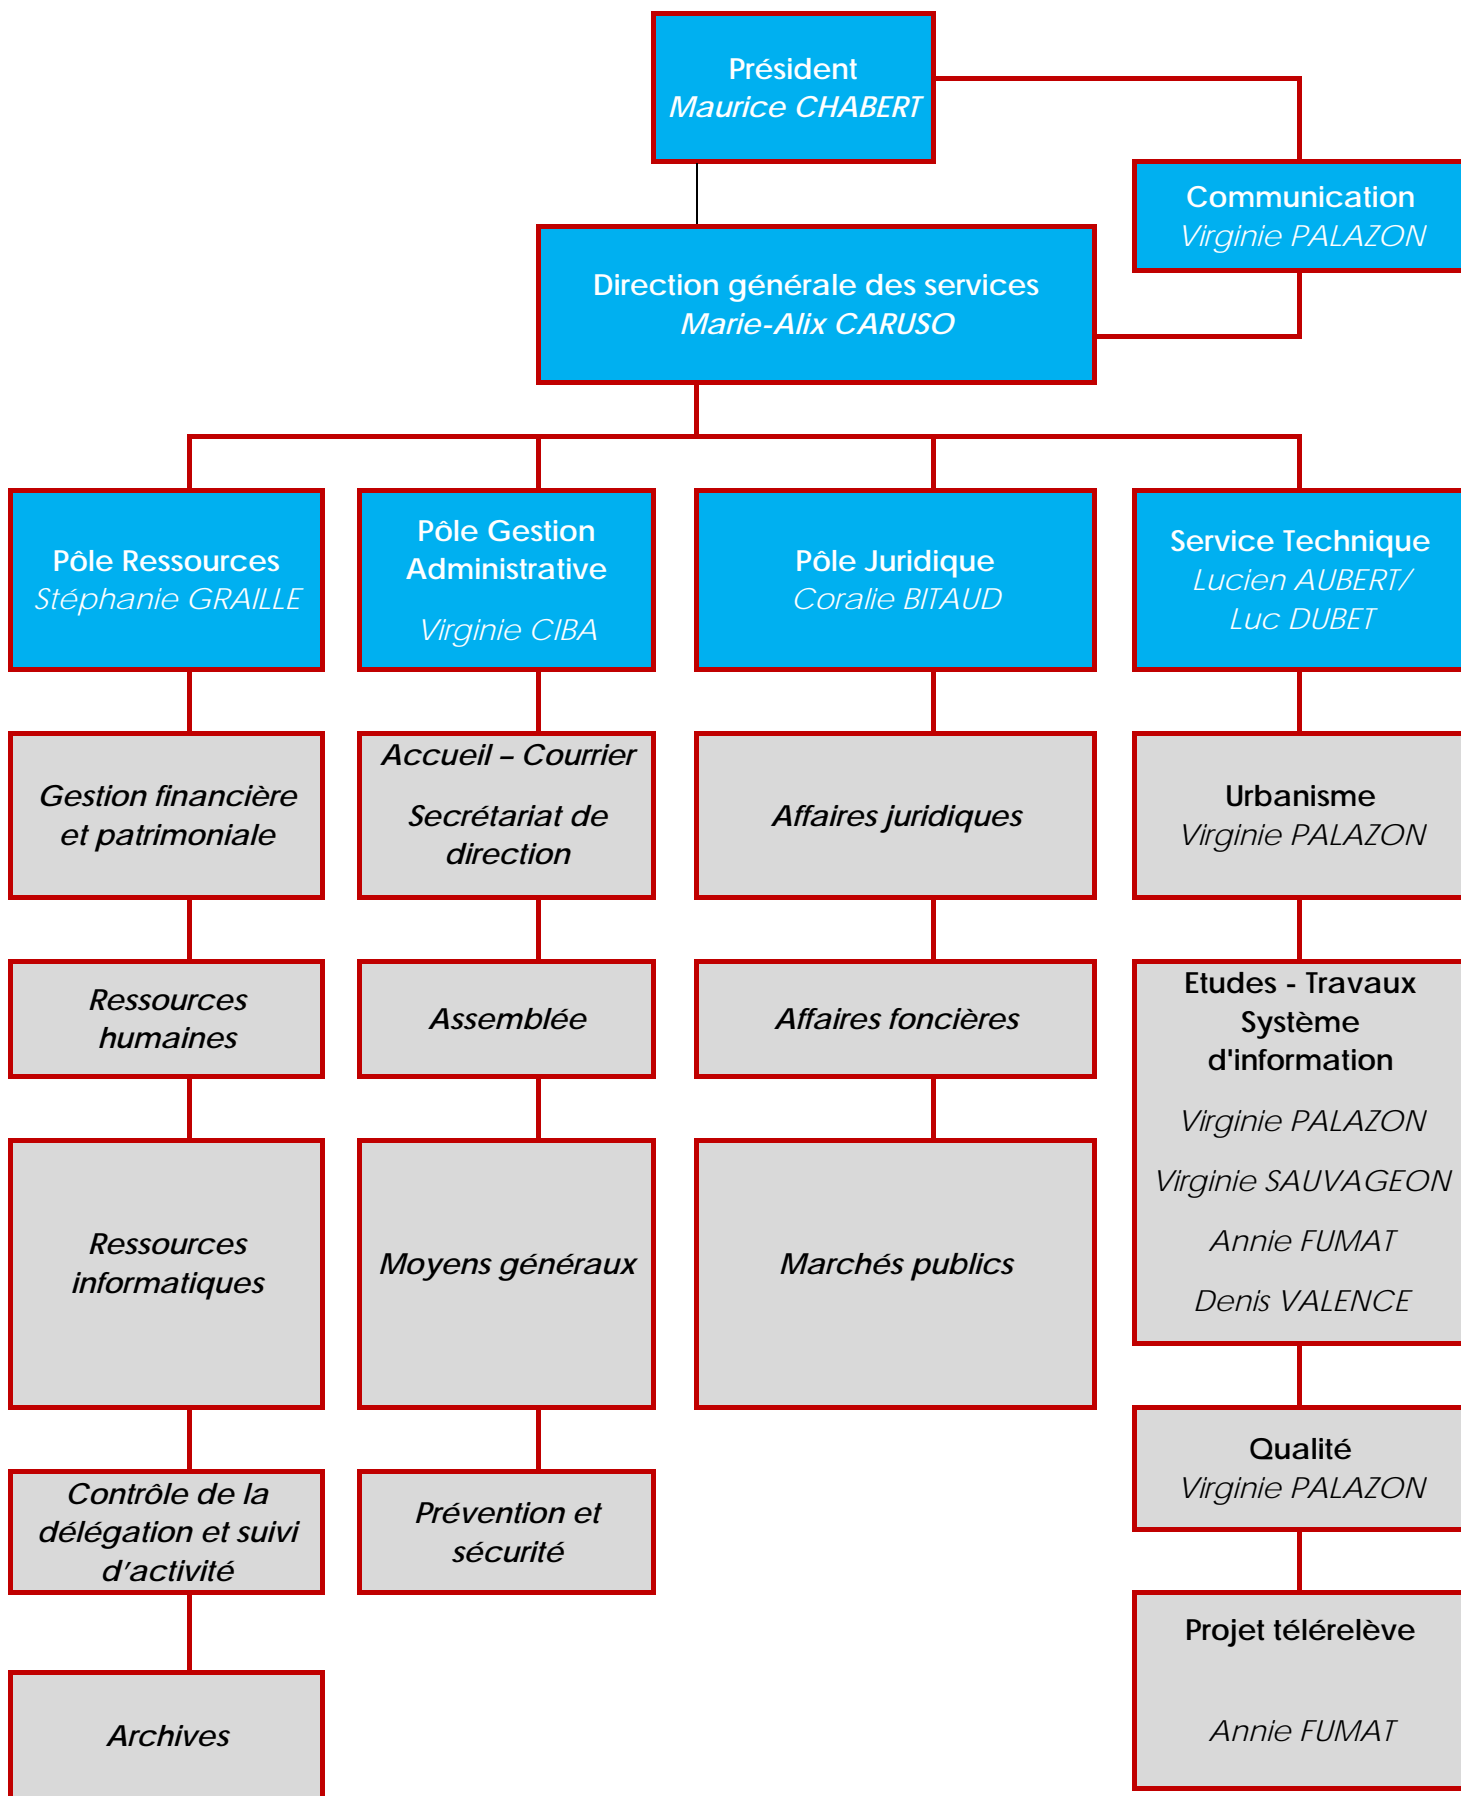 Président
Maurice CHABERT
Communication
Virginie PALAZON
Direction générale des services
Marie-Alix CARUSO
Pôle Ressources
Stéphanie GRAILLE
Pôle Gestion
Administrative
Virginie CIBA
Pôle Juridique
Coralie BITAUD
Service Technique
Lucien AUBERT/
Luc DUBET
Gestion financière
et patrimoniale
Accueil – Courrier
Secrétariat de
direction
Affaires juridiques
Urbanisme
Virginie PALAZON
Ressources
humaines
Assemblée
Affaires foncières
Etudes - Travaux
Système
d'information
Virginie PALAZON
Virginie SAUVAGEON
Annie FUMAT
Denis VALENCE
Ressources
informatiques
Moyens généraux
Marchés publics
Qualité
Virginie PALAZON
Contrôle de la
délégation et suivi
d’activité
Prévention et
sécurité
Projet télérelève
Annie FUMAT
Archives